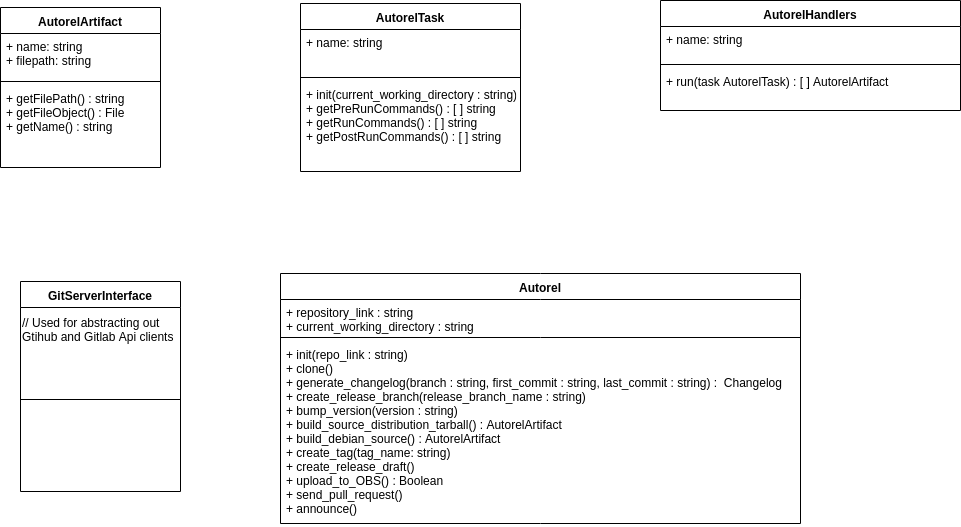 AutorelArtifact
+ name: string
+ filepath: string
+ getFilePath() : string
+ getFileObject() : File
+ getName() : string
AutorelTask
+ name: string
+ init(current_working_directory : string)
+ getPreRunCommands() : [ ] string
+ getRunCommands() : [ ] string
+ getPostRunCommands() : [ ] string
AutorelHandlers
+ name: string
+ run(task AutorelTask) : [ ] AutorelArtifact
GitServerInterface
// Used for abstracting out
Gtihub and Gitlab Api clients
Autorel
+ repository_link : string
+ current_working_directory : string
+ init(repo_link : string)
+ clone()
+ generate_changelog(branch : string, first_commit : string, last_commit : string) :  Changelog
+ create_release_branch(release_branch_name : string)
+ bump_version(version : string)
+ build_source_distribution_tarball() : AutorelArtifact
+ build_debian_source() : AutorelArtifact
+ create_tag(tag_name: string)
+ create_release_draft()
+ upload_to_OBS() : Boolean
+ send_pull_request()
+ announce()